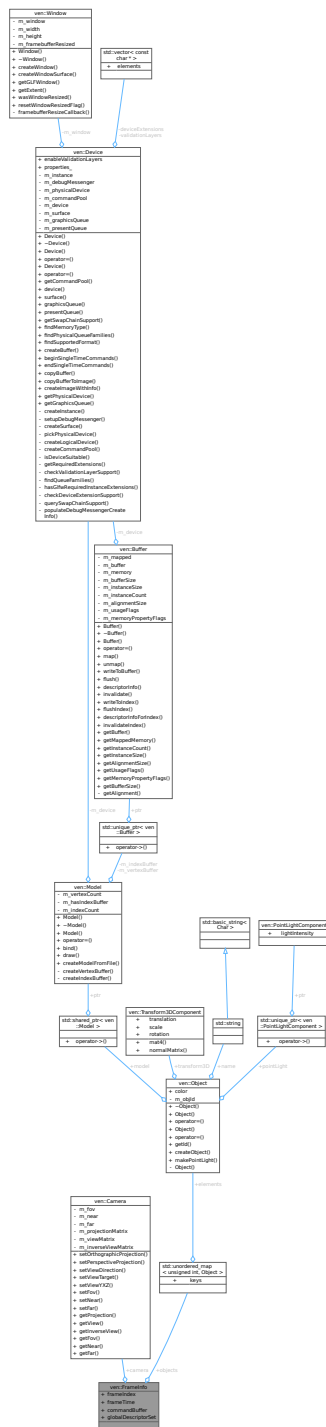 ven::Window
- m_window
- m_width
- m_height
- m_framebufferResized
+ Window()
+ ~Window()
+ createWindow()
+ createWindowSurface()
+ getGLFWindow()
+ getExtent()
+ wasWindowResized()
+ resetWindowResizedFlag()
- framebufferResizeCallback()
std::vector< const
char * >
+ elements
-m_window
-deviceExtensions
-validationLayers
ven::Device
+ enableValidationLayers
+ properties_
- m_instance
- m_debugMessenger
- m_physicalDevice
- m_commandPool
- m_device
- m_surface
- m_graphicsQueue
- m_presentQueue
+ Device()
+ ~Device()
+ Device()
+ operator=()
+ Device()
+ operator=()
+ getCommandPool()
+ device()
+ surface()
+ graphicsQueue()
+ presentQueue()
+ getSwapChainSupport()
+ findMemoryType()
+ findPhysicalQueueFamilies()
+ findSupportedFormat()
+ createBuffer()
+ beginSingleTimeCommands()
+ endSingleTimeCommands()
+ copyBuffer()
+ copyBufferToImage()
+ createImageWithInfo()
+ getPhysicalDevice()
+ getGraphicsQueue()
- createInstance()
- setupDebugMessenger()
- createSurface()
- pickPhysicalDevice()
- createLogicalDevice()
- createCommandPool()
- isDeviceSuitable()
- getRequiredExtensions()
- checkValidationLayerSupport()
- findQueueFamilies()
- hasGlfwRequiredInstanceExtensions()
- checkDeviceExtensionSupport()
- querySwapChainSupport()
- populateDebugMessengerCreate
Info()
-m_device
ven::Buffer
- m_mapped
- m_buffer
- m_memory
- m_bufferSize
- m_instanceSize
- m_instanceCount
- m_alignmentSize
- m_usageFlags
- m_memoryPropertyFlags
+ Buffer()
+ ~Buffer()
+ Buffer()
+ operator=()
+ map()
+ unmap()
+ writeToBuffer()
+ flush()
+ descriptorInfo()
+ invalidate()
+ writeToIndex()
+ flushIndex()
+ descriptorInfoForIndex()
+ invalidateIndex()
+ getBuffer()
+ getMappedMemory()
+ getInstanceCount()
+ getInstanceSize()
+ getAlignmentSize()
+ getUsageFlags()
+ getMemoryPropertyFlags()
+ getBufferSize()
- getAlignment()
-m_device
+ptr
std::unique_ptr< ven
::Buffer >
+ operator->()
-m_indexBuffer
-m_vertexBuffer
ven::Model
- m_vertexCount
- m_hasIndexBuffer
- m_indexCount
+ Model()
+ ~Model()
+ Model()
+ operator=()
+ bind()
+ draw()
+ createModelFromFile()
- createVertexBuffer()
- createIndexBuffer()
std::basic_string<
Char >
ven::PointLightComponent
+ lightIntensity
+ptr
+ptr
std::shared_ptr< ven
::Model >
+ operator->()
ven::Transform3DComponent
+ translation
+ scale
+ rotation
+ mat4()
+ normalMatrix()
std::string
std::unique_ptr< ven
::PointLightComponent >
+ operator->()
+model
+transform3D
+name
+pointLight
ven::Object
+ color
- m_objId
+ ~Object()
+ Object()
+ operator=()
+ Object()
+ operator=()
+ getId()
+ createObject()
+ makePointLight()
- Object()
+elements
ven::Camera
- m_fov
- m_near
- m_far
- m_projectionMatrix
- m_viewMatrix
- m_inverseViewMatrix
+ setOrthographicProjection()
+ setPerspectiveProjection()
+ setViewDirection()
+ setViewTarget()
+ setViewYXZ()
+ setFov()
+ setNear()
+ setFar()
+ getProjection()
+ getView()
+ getInverseView()
+ getFov()
+ getNear()
+ getFar()
std::unordered_map
< unsigned int, Object >
+ keys
+camera
+objects
ven::FrameInfo
+ frameIndex
+ frameTime
+ commandBuffer
+ globalDescriptorSet